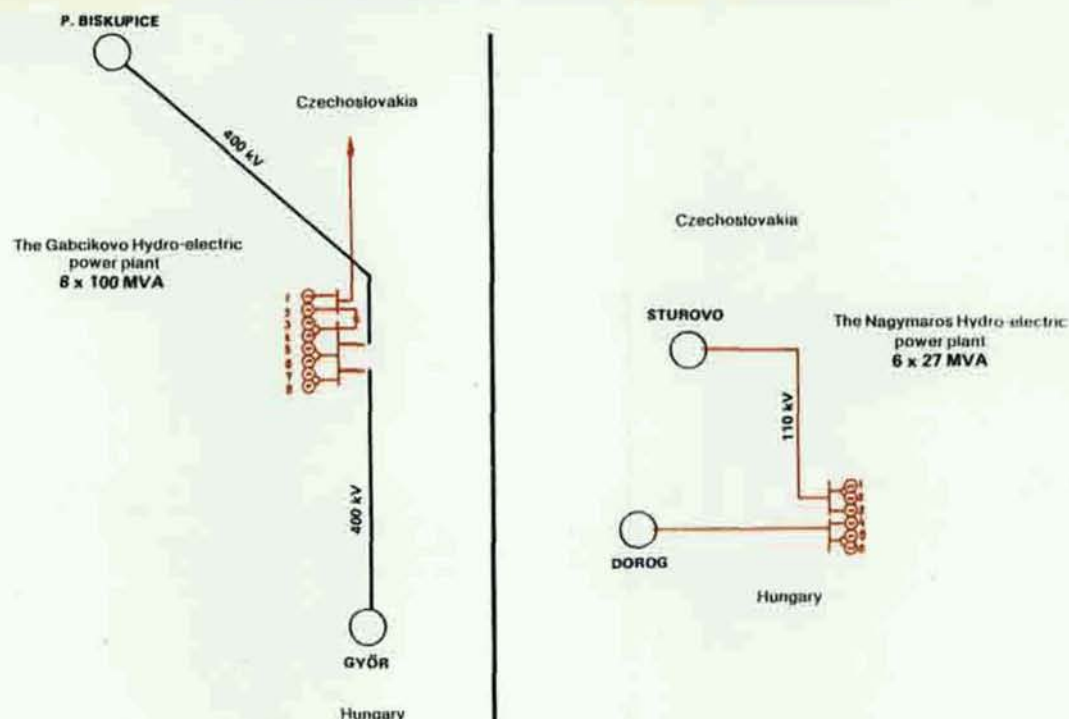 P. BISKUPICE
Czechoslovakia
400 kV
The Gabcikovo Hydro-electric
power plant
8 x 100 MVA
1
2
3
4
5
6
7
8
400 kV
GYŐR
Hungary
Czechoslovakia
STUROVO
The Nagymaros Hydro-electric
power plant
6 x 27 MVA
110 kV
DOROG
Hungary